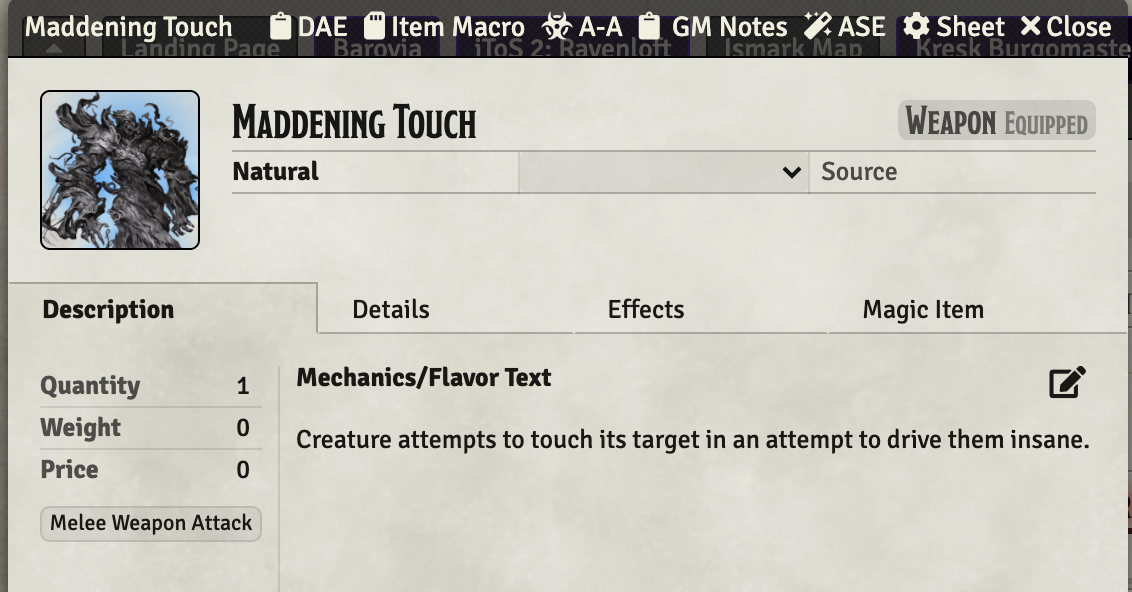 Maddening Touch DAE Item Macro A-A GM Notes ASE Sheet Close
Landing Page Barovia iToS 2: Ravenloft Ismark Map Kresk Burgomaste
Maddening Touch
Weapon Equipped
Natural Source
Description Details Effects Magic Item
Quantity 1
Weight 0
Price 0
Melee Weapon Attack
Mechanics/Flavor Text
Creature attempts to touch its target in an attempt to drive them insane.